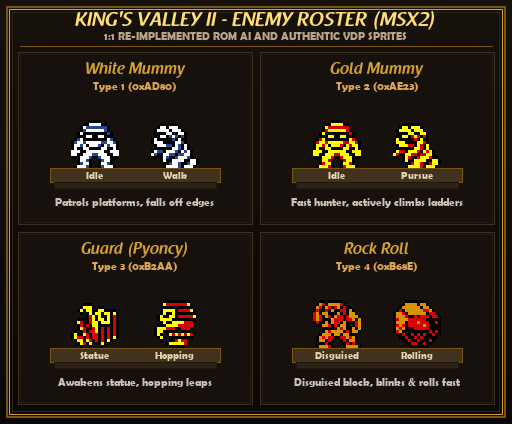 KING'S VALLEY II - ENEMY ROSTER (MSX2)
1:1 RE-IMPLEMENTED ROM AI AND AUTHENTIC VDP SPRITES
White Mummy
Type 1 (0xAD80)
Idle
Walk
Patrols platforms, falls off edges
Gold Mummy
Type 2 (0xAE23)
Idle
Pursue
Fast hunter, actively climbs ladders
Guard (Pyoncy)
Type 3 (0xB2AA)
Statue
Hopping
Awakens statue, hopping leaps
Rock Roll
Type 4 (0xB68E)
Disguised
Rolling
Disguised block, blinks & rolls fast